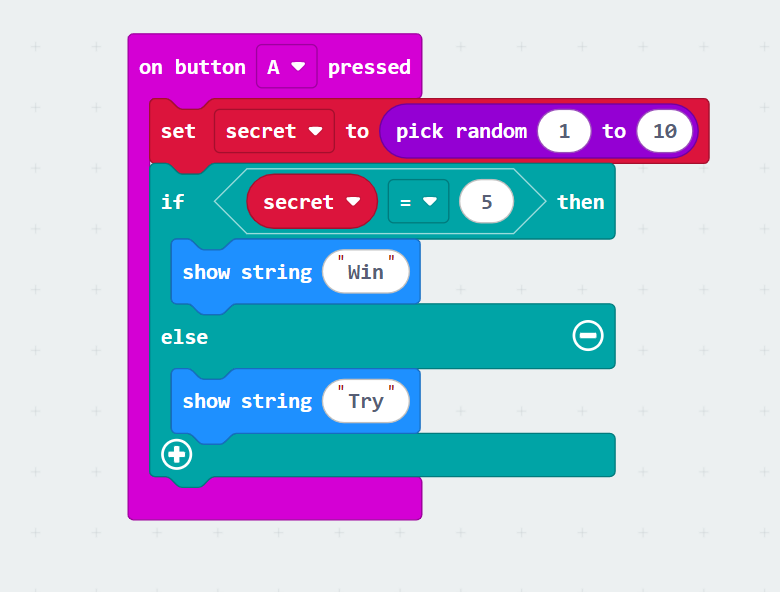 on button A pressed
set secret to pick random 1 to 10
if secret = 5 then
show string "Win"
else
show string "Try"